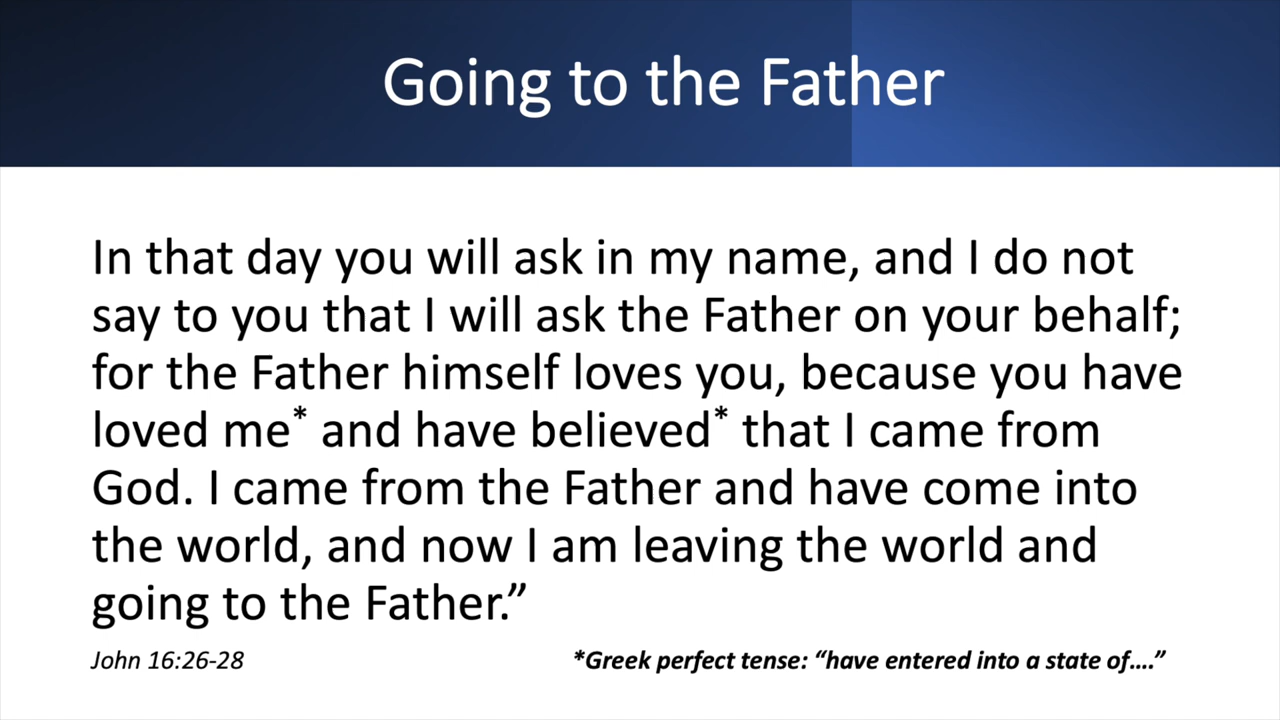 Going to the Father
In that day you will ask in my name, and I do not
say to you that I will ask the Father on your behalf;
for the Father himself loves you, because you have
loved me* and have believed* that I came from
God. I came from the Father and have come into
the world, and now I am leaving the world and
going to the Father.”
John 16:26-28
*Greek perfect tense: “have entered into a state of....”